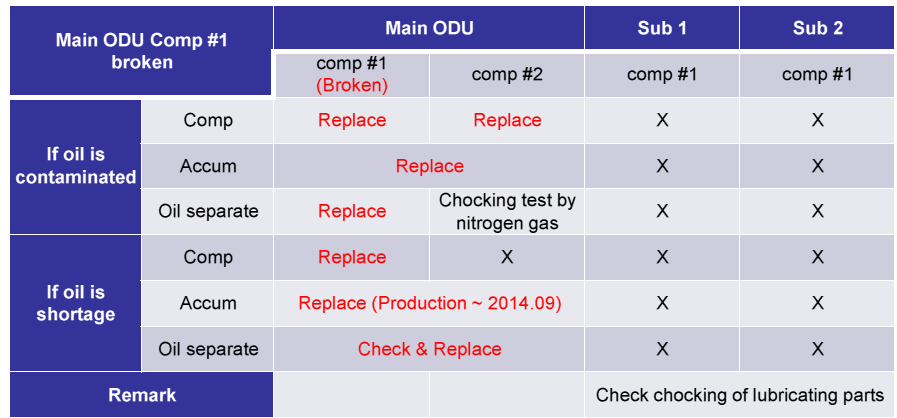 Main ODU Comp #1
broken
Main ODU
Sub 1
Sub 2
comp #1
(Broken)
comp #2
comp #1
comp #1
If oil is
contaminated
Comp
Replace
Replace
X
X
Accum
Replace
X
X
Oil separate
Replace
Chocking test by
nitrogen gas
X
X
If oil is
shortage
Comp
Replace
X
X
X
Accum
Replace (Production ~ 2014.09)
X
X
Oil separate
Check & Replace
X
X
Remark
Check chocking of lubricating parts